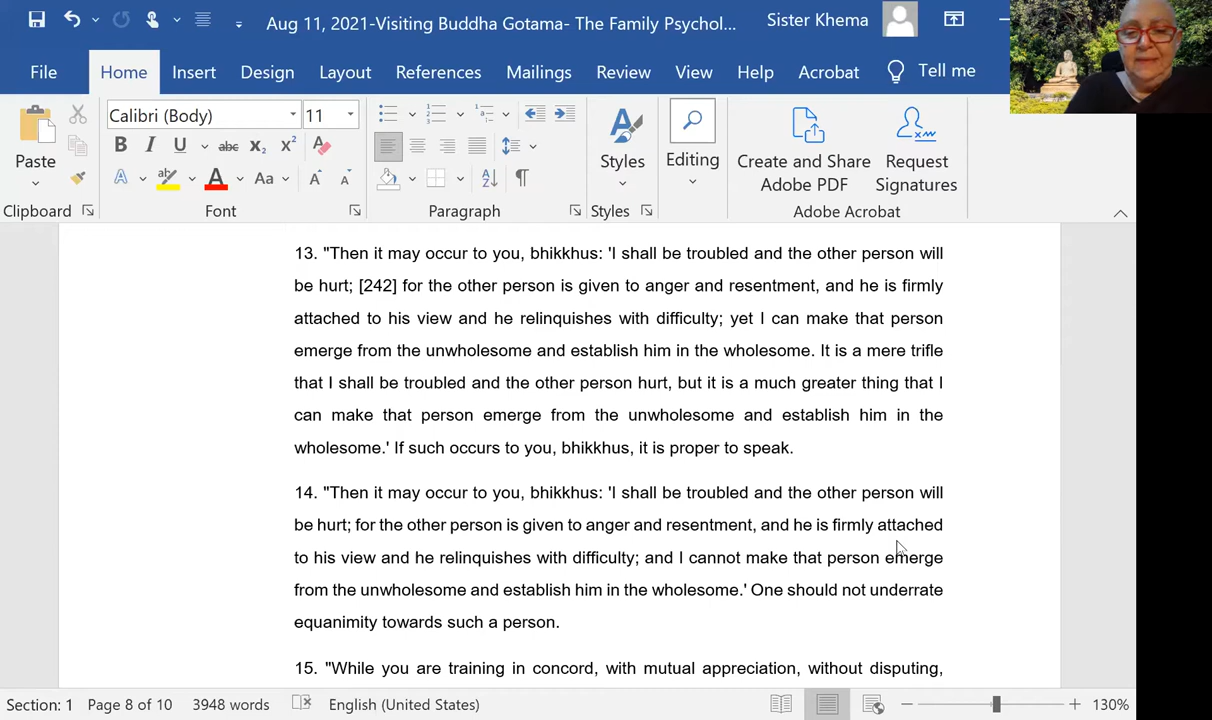 Aug 11, 2021-Visiting Buddha Gotama- The Family Psychol... Sister Khema
File Home Insert Design Layout References Mailings Review View Help Acrobat Tell me
Calibri (Body) 11
Paste Styles Editing Create and Share Adobe PDF Request Signatures
Clipboard Font Paragraph Styles Adobe Acrobat
13. "Then it may occur to you, bhikkhus: 'I shall be troubled and the other person will
be hurt; [242] for the other person is given to anger and resentment, and he is firmly
attached to his view and he relinquishes with difficulty; yet I can make that person
emerge from the unwholesome and establish him in the wholesome. It is a mere trifle
that I shall be troubled and the other person hurt, but it is a much greater thing that I
can make that person emerge from the unwholesome and establish him in the
wholesome.' If such occurs to you, bhikkhus, it is proper to speak.
14. "Then it may occur to you, bhikkhus: 'I shall be troubled and the other person will
be hurt; for the other person is given to anger and resentment, and he is firmly attached
to his view and he relinquishes with difficulty; and I cannot make that person emerge
from the unwholesome and establish him in the wholesome.' One should not underrate
equanimity towards such a person.
15. "While you are training in concord, with mutual appreciation, without disputing,
Section: 1 Page 8 of 10 3948 words English (United States) 130%